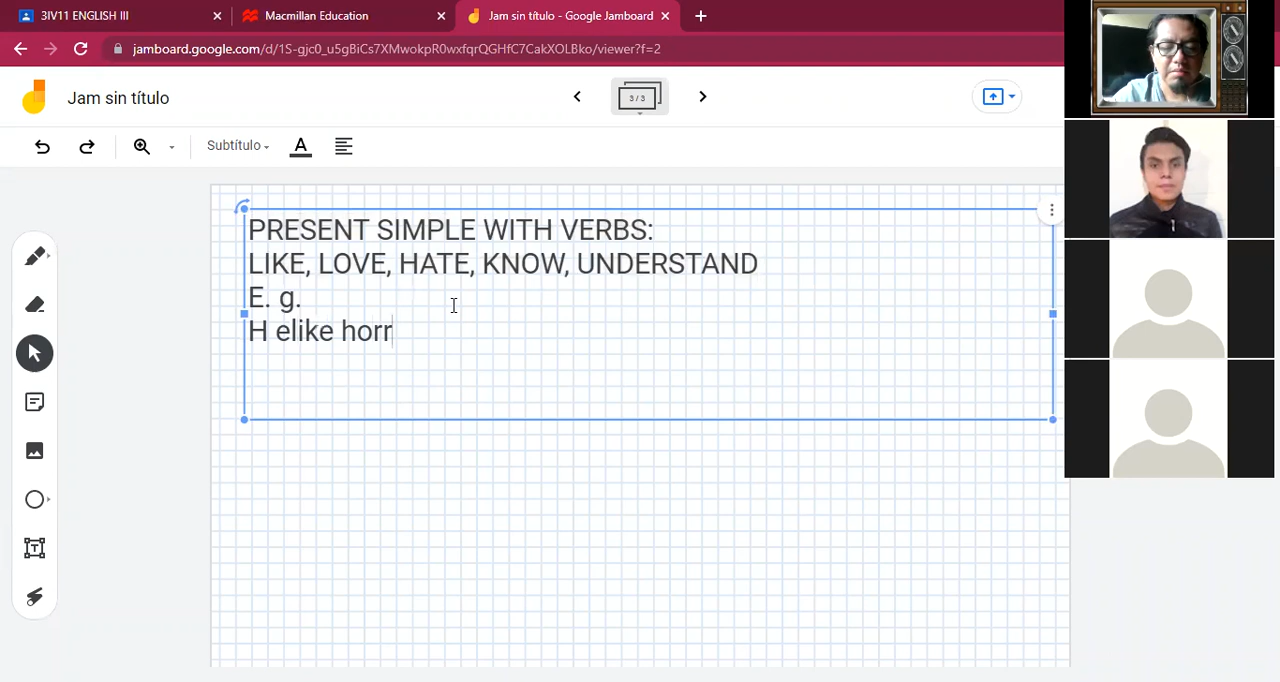 3IV11 ENGLISH III
Macmillan Education
Jam sin título - Google Jamboard
jamboard.google.com/d/1S-gjc0_u5gBiCs7XMwokpR0wxfqrQGHfC7CakXOLBko/viewer?f=2
Jam sin título
3 / 3
Subtítulo
A
PRESENT SIMPLE WITH VERBS:
LIKE, LOVE, HATE, KNOW, UNDERSTAND
E. g.
H elike horr